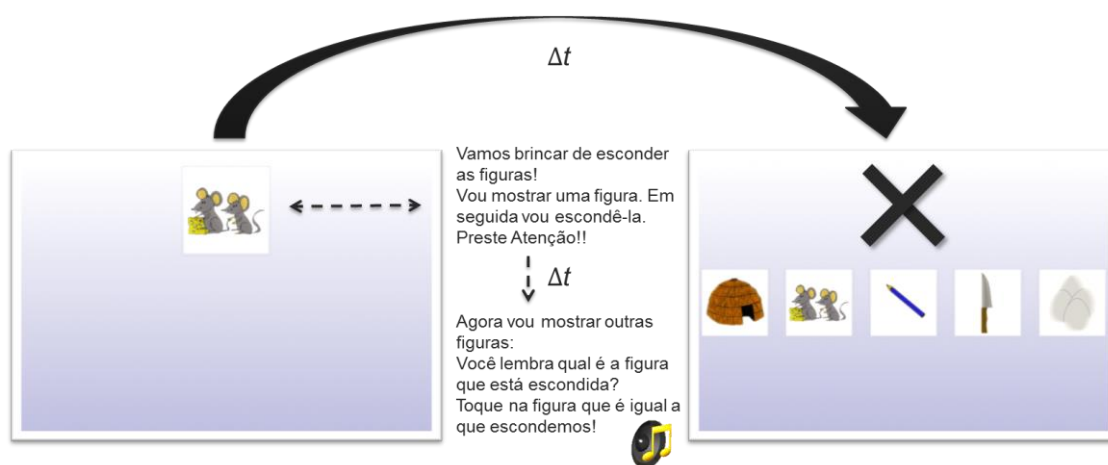 Δt
Vamos brincar de esconder
as figuras!
Vou mostrar uma figura. Em
seguida vou escondê-la.
Preste Atenção!!
Δt
Agora vou mostrar outras
figuras:
Você lembra qual é a figura
que está escondida?
Toque na figura que é igual a
que escondemos!